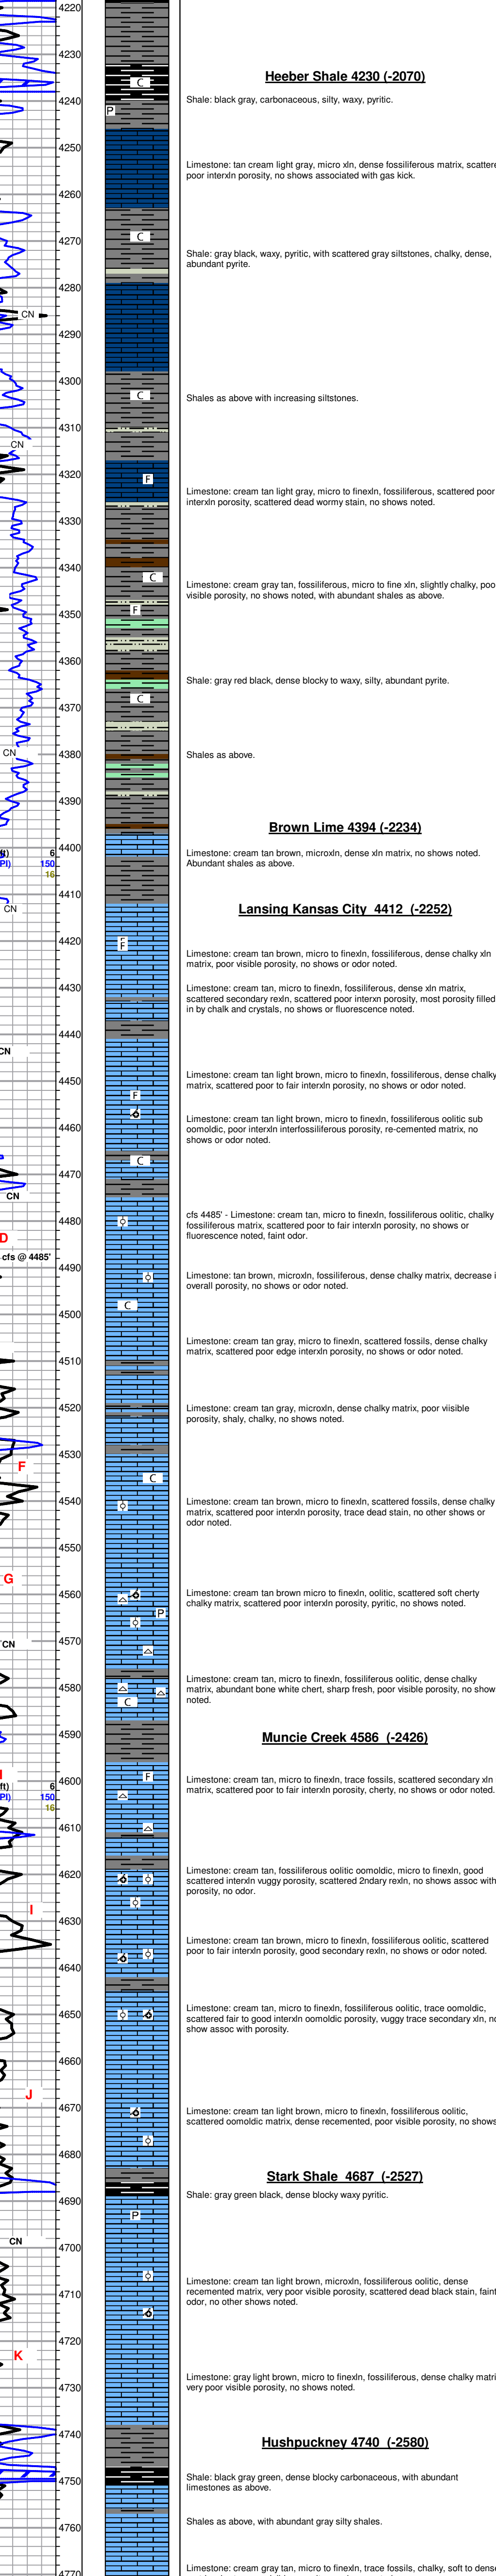 4220
4230
Heeber Shale 4230 (-2070)
C
4240
Shale: black gray, carbonaceous, silty, waxy, pyritic.
P
4250
Limestone: tan cream light gray, micro xln, dense fossiliferous matrix,
poor interxln porosity, no shows associated with gas kick.
4260
4270
C
Shale: gray black, waxy, pyritic, with scattered gray siltstones, chalky, dense,
abundant pyrite.
4280
CN
4290
4300
C
Shales as above with increasing siltstones.
4310
CN
4320
F
Limestone: cream tan light gray, micro to finexln, fossiliferous, scattered poor
interxln porosity, scattered dead wormy stain, no shows noted.
4330
4340
C
Limestone: cream gray tan, fossiliferous, micro to fine xln, slightly chalky,
visible porosity, no shows noted, with abundant shales as above.
4350
F
4360
Shale: gray red black, dense blocky to waxy, silty, abundant pyrite.
4370
C
4380
CN
Shales as above.
4390
Brown Lime 4394 (-2234)
4400
ft) 6
PI) 150
16
Limestone: cream tan brown, microxln, dense xln matrix, no shows noted.
Abundant shales as above.
4410
CN
Lansing Kansas City 4412 (-2252)
4420
F
F
Limestone: cream tan brown, micro to finexln, fossiliferous, dense chalky xln
matrix, poor visible porosity, no shows or odor noted.
4430
Limestone: cream tan, micro to finexln, fossiliferous, dense xln matrix,
scattered secondary rexln, scattered poor interxn porosity, most porosity filled
in by chalk and crystals, no shows or fluorescence noted.
4440
CN
4450
F
Limestone: cream tan light brown, micro to finexln, fossiliferous, dense chalky
matrix, scattered poor to fair interxln porosity, no shows or odor noted.
4460
Limestone: cream tan light brown, micro to finexln, fossiliferous oolitic sub
oomoldic, poor interxln interfossiliferous porosity, re-cemented matrix, no
shows or odor noted.
C
4470
CN
4480
D
cfs @ 4485'
cfs 4485' - Limestone: cream tan, micro to finexln, fossiliferous oolitic, chalky
fossiliferous matrix, scattered poor to fair interxln porosity, no shows or
fluorescence noted, faint odor.
4490
Limestone: tan brown, microxln, fossiliferous, dense chalky matrix, decrease
overall porosity, no shows or odor noted.
C
4500
Limestone: cream tan gray, micro to finexln, scattered fossils, dense chalky
matrix, scattered poor edge interxln porosity, no shows or odor noted.
4510
4520
Limestone: cream tan gray, microxln, dense chalky matrix, poor viisible
porosity, shaly, chalky, no shows noted.
4530
F
C
4540
Limestone: cream tan brown, micro to finexln, scattered fossils, dense chalky
matrix, scattered poor interxln porosity, trace dead stain, no other shows or
odor noted.
4550
G
4560
P
Limestone: cream tan brown micro to finexln, oolitic, scattered soft cherty
chalky matrix, scattered poor interxln porosity, pyritic, no shows noted.
4570
CN
4580
C
Limestone: cream tan, micro to finexln, fossiliferous oolitic, dense chalky
matrix, abundant bone white chert, sharp fresh, poor visible porosity, no show
noted.
4590
Muncie Creek 4586 (-2426)
F
4600
ft) 6
PI) 150
16
Limestone: cream tan, micro to finexln, trace fossils, scattered secondary xln
matrix, scattered poor to fair interxln porosity, cherty, no shows or odor noted.
4610
4620
Limestone: cream tan, fossiliferous oolitic oomoldic, micro to finexln, good
scattered interxln vuggy porosity, scattered 2ndary rexln, no shows assoc with
porosity, no odor.
4630
I
4640
Limestone: cream tan brown, micro to finexln, fossiliferous oolitic, scattered
poor to fair interxln porosity, good secondary rexln, no shows or odor noted.
4650
Limestone: cream tan, micro to finexln, fossiliferous oolitic, trace oomoldic,
scattered fair to good interxln oomoldic porosity, vuggy trace secondary xln,
show assoc with porosity.
4660
J
4670
Limestone: cream tan light brown, micro to finexln, fossiliferous oolitic,
scattered oomoldic matrix, dense recemented, poor visible porosity, no shows
4680
Stark Shale 4687 (-2527)
4690
Shale: gray green black, dense blocky waxy pyritic.
P
4700
CN
4710
Limestone: cream tan light brown, microxln, fossiliferous oolitic, dense
recemented matrix, very poor visible porosity, scattered dead black stain, faint
odor, no other shows noted.
4720
K
4730
Limestone: gray light brown, micro to finexln, fossiliferous, dense chalky
very poor visible porosity, no shows noted.
4740
Hushpuckney 4740 (-2580)
4750
Shale: black gray green, dense blocky carbonaceous, with abundant
limestones as above.
4760
Shales as above, with abundant gray silty shales.
4770
Limestone: cream gray tan, micro to finexln, trace fossils, chalky, soft to dense